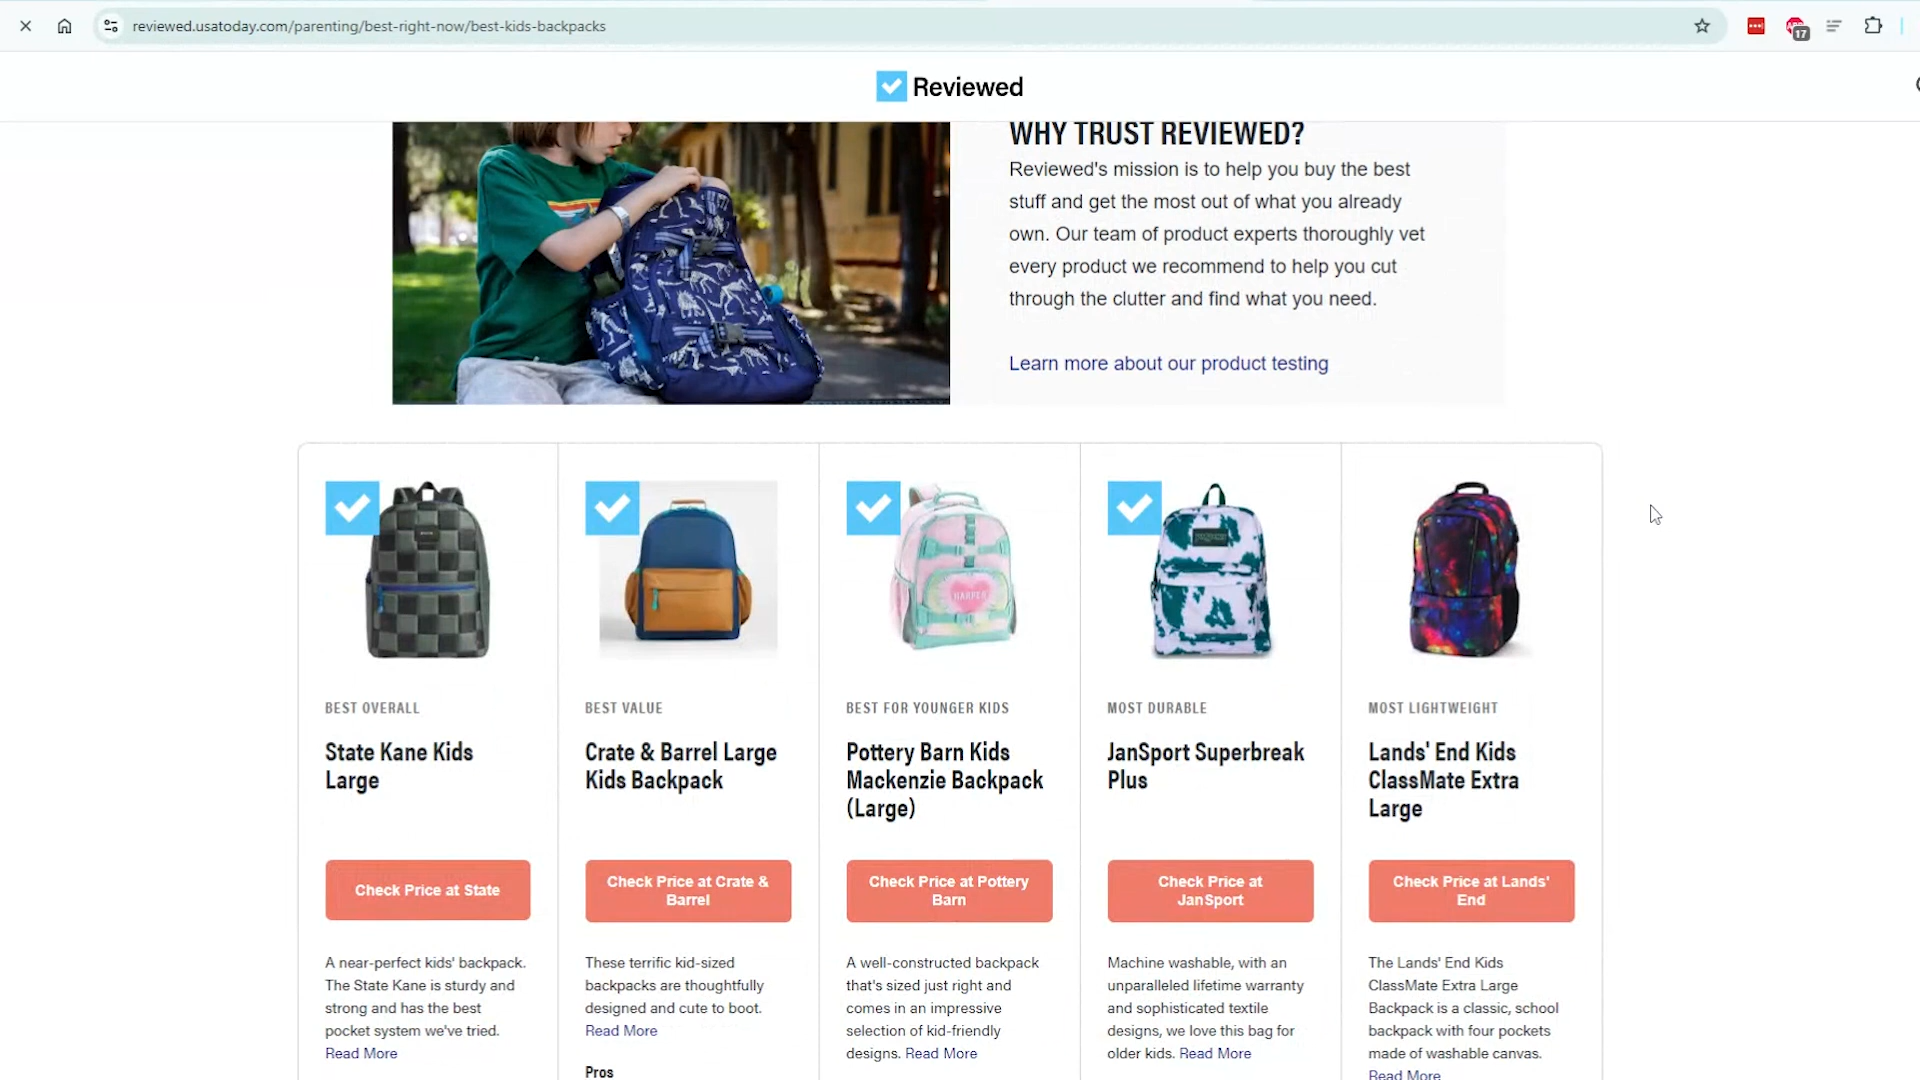 reviewed.usatoday.com/parenting/best-right-now/best-kids-backpacks
17
Reviewed
WHY TRUST REVIEWED?
Reviewed's mission is to help you buy the best
stuff and get the most out of what you already
own. Our team of product experts thoroughly vet
every product we recommend to help you cut
through the clutter and find what you need.
Learn more about our product testing
HARPER
BEST OVERALL
State Kane Kids
Large
Check Price at State
A near-perfect kids' backpack.
The State Kane is sturdy and
strong and has the best
pocket system we've tried.
Read More
BEST VALUE
Crate & Barrel Large
Kids Backpack
Check Price at Crate &
Barrel
These terrific kid-sized
backpacks are thoughtfully
designed and cute to boot.
Read More
Pros
BEST FOR YOUNGER KIDS
Pottery Barn Kids
Mackenzie Backpack
(Large)
Check Price at Pottery
Barn
A well-constructed backpack
that's sized just right and
comes in an impressive
selection of kid-friendly
designs. Read More
MOST DURABLE
JanSport Superbreak
Plus
Check Price at
JanSport
Machine washable, with an
unparalleled lifetime warranty
and sophisticated textile
designs, we love this bag for
older kids. Read More
MOST LIGHTWEIGHT
Lands' End Kids
ClassMate Extra
Large
Check Price at Lands'
End
The Lands' End Kids
ClassMate Extra Large
Backpack is a classic, school
backpack with four pockets
made of washable canvas.
Read More